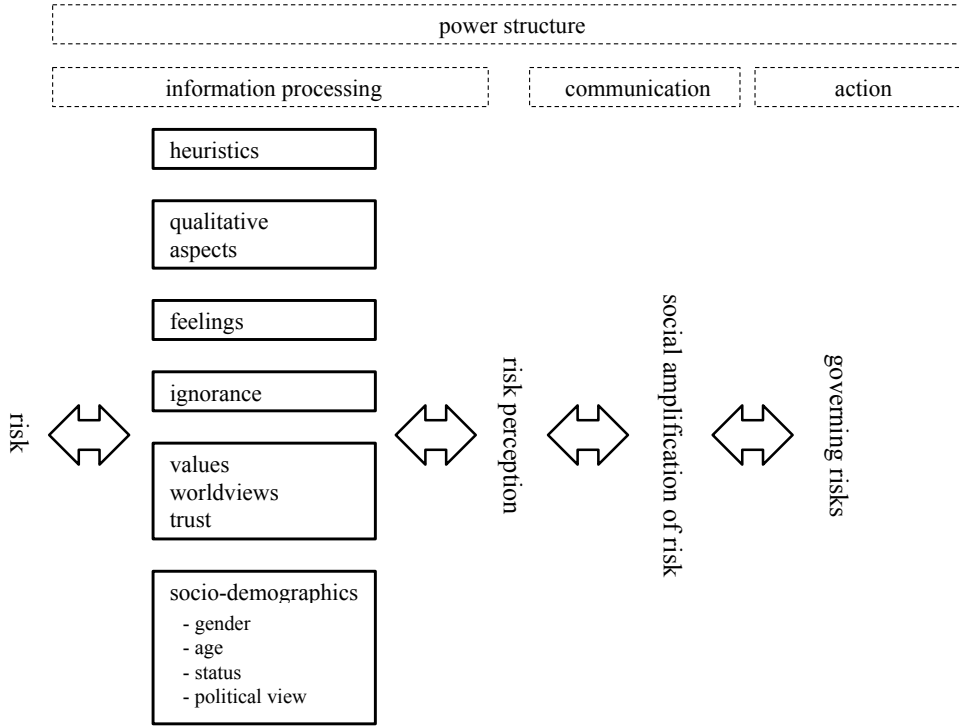 power structure
information processing
communication
action
heuristics
qualitative
aspects
feelings
ignorance
values
worldviews
trust
socio-demographics
- gender
- age
- status
- political view
risk
risk perception
social amplification of risk
governing risks